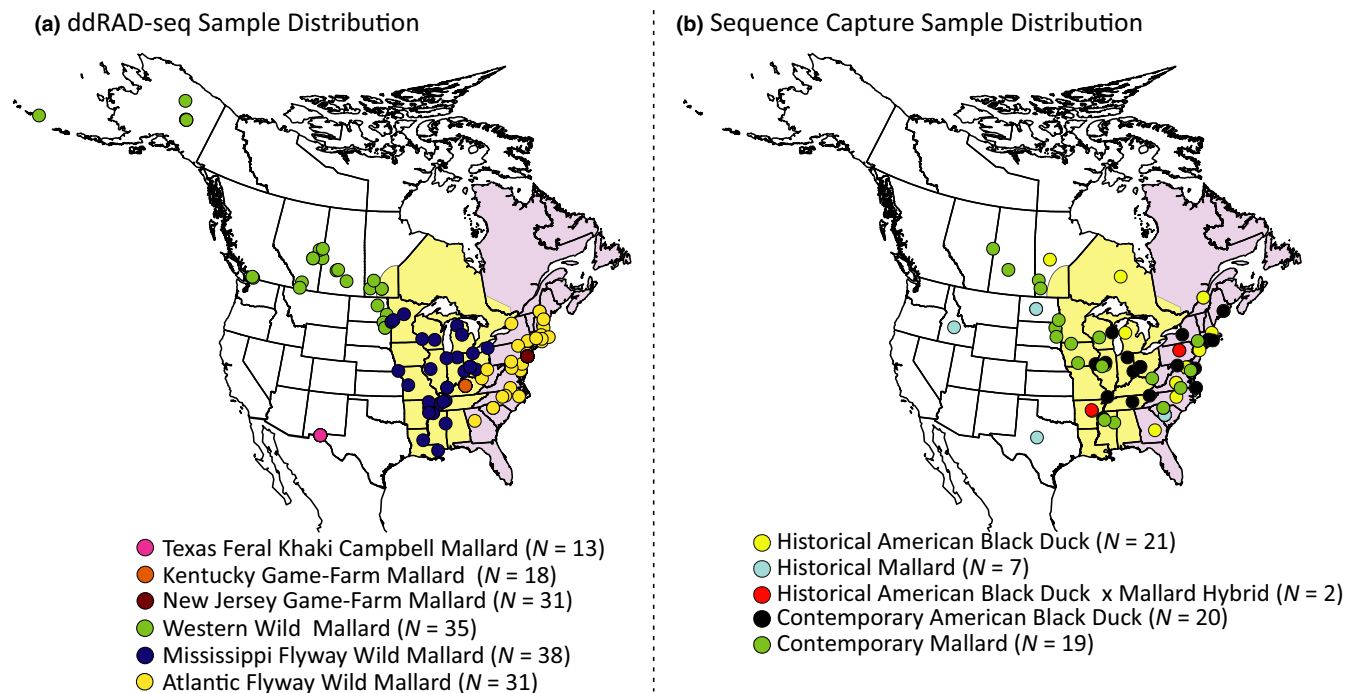 (a) ddRAD-seq Sample Distribution
Texas Feral Khaki Campbell Mallard (N = 13)
Kentucky Game-Farm Mallard (N = 18)
New Jersey Game-Farm Mallard (N = 31)
Western Wild Mallard (N = 35)
Mississippi Flyway Wild Mallard (N = 38)
Atlantic Flyway Wild Mallard (N = 31)
(b) Sequence Capture Sample Distribution
Historical American Black Duck (N = 21)
Historical Mallard (N = 7)
Historical American Black Duck x Mallard Hybrid (N = 2)
Contemporary American Black Duck (N = 20)
Contemporary Mallard (N = 19)